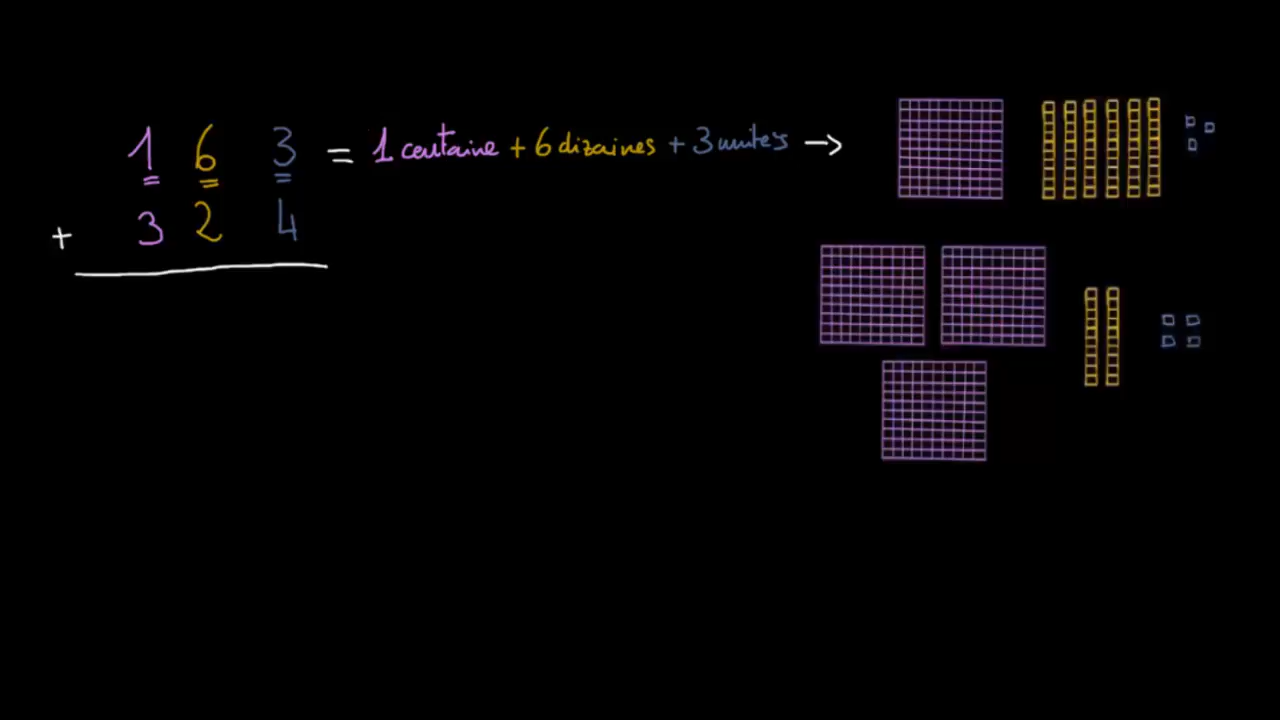 1 6 3 = 1 centaine + 6 dizaines + 3 unités →
+ 3 2 4